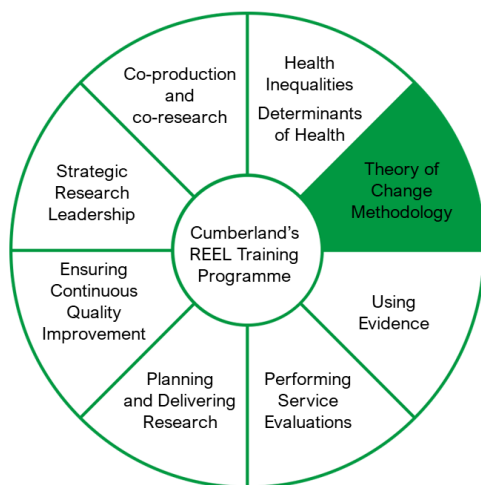 Co-production
and
co-research
Health
Inequalities
Determinants
of Health
Theory of
Change
Methodology
Using
Evidence
Performing
Service
Evaluations
Planning
and Delivering
Research
Ensuring
Continuous
Quality
Improvement
Strategic
Research
Leadership
Cumberland's
REEL Training
Programme